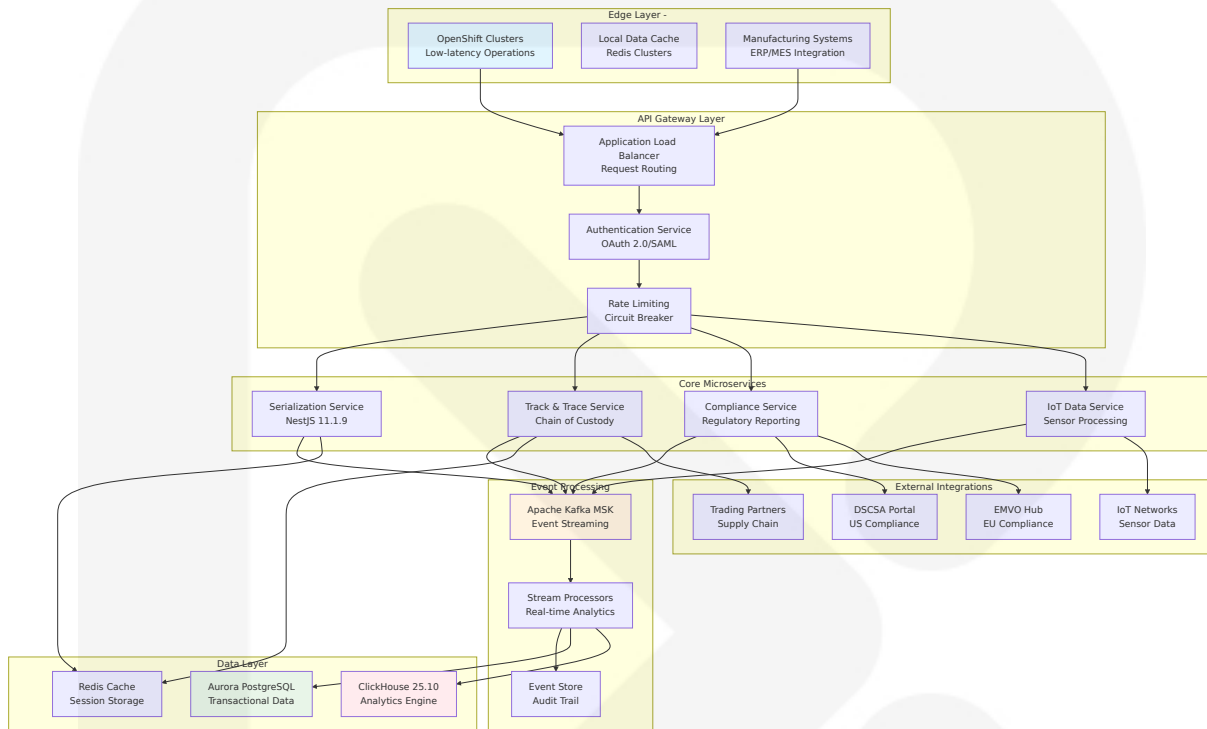 Edge Layer -
OpenShift Clusters
Low-latency Operations
Local Data Cache
Redis Clusters
Manufacturing Systems
ERP/MES Integration
API Gateway Layer
Application Load
Balancer
Request Routing
Authentication Service
OAuth 2.0/SAML
Rate Limiting
Circuit Breaker
Core Microservices
Serialization Service
NestJS 11.1.9
Track & Trace Service
Chain of Custody
Compliance Service
Regulatory Reporting
IoT Data Service
Sensor Processing
Event Processing
Apache Kafka MSK
Event Streaming
Stream Processors
Real-time Analytics
Event Store
Audit Trail
External Integrations
Trading Partners
Supply Chain
DSCSA Portal
US Compliance
EMVO Hub
EU Compliance
IoT Networks
Sensor Data
Data Layer
Redis Cache
Session Storage
Aurora PostgreSQL
Transactional Data
ClickHouse 25.10
Analytics Engine